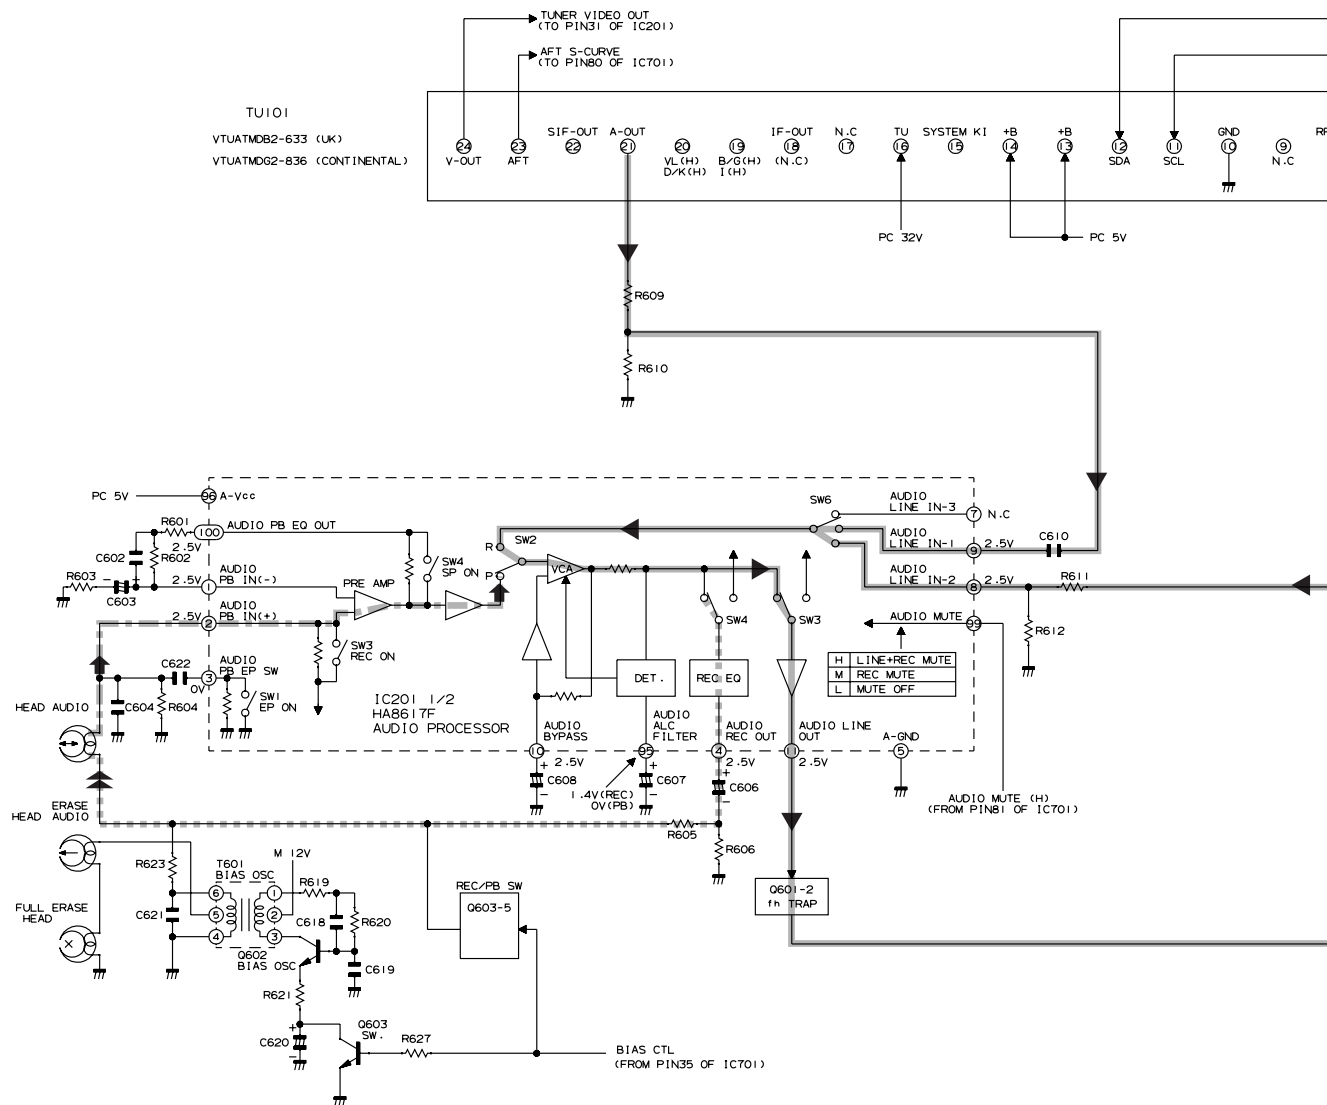 TUNER VIDEO OUT
(TO PIN31 OF IC201)
AFT S-CURVE
(TO PIN80 OF IC701)
TU101
VTUATMDB2-633 (UK)
VTUATMDG2-836 (CONTINENTAL)
24
V-OUT
23
AFT
SIF-OUT
22
A-OUT
21
20
VL(H)
D/K(H)
19
B/G(H)
I(H)
IF-OUT
18
(N.C)
N.C
17
TU
16
SYSTEM KI
15
+B
14
+B
13
12
SDA
11
SCL
GND
10
9
N.C
RF
PC 32V
PC 5V
R609
R610
PC 5V
96
A-Vcc
R601
100
AUDIO PB EQ OUT
2.5V
C602
R602
R603
C603
+
-
2.5V
1
AUDIO
PB IN(-)
2.5V
2
AUDIO
PB IN(+)
PRE AMP
SW4
SP ON
SW3
REC ON
C622
0V
3
AUDIO
PB EP SW
SW1
EP ON
C604
R604
HEAD AUDIO
IC201 1/2
HA8617F
AUDIO PROCESSOR
R
SW2
P
VCA
DET.
REC EQ
SW4
SW3
SW6
AUDIO
LINE IN-3
7
N.C
AUDIO
LINE IN-1
9
2.5V
C610
AUDIO
LINE IN-2
8
2.5V
R611
R612
AUDIO MUTE
99
H LINE+REC MUTE
M REC MUTE
L MUTE OFF
AUDIO
BYPASS
10
2.5V
+
C608
-
AUDIO
ALC
FILTER
95
+
C607
-
1.4V(REC)
0V(PB)
AUDIO
REC OUT
4
2.5V
+
C606
-
AUDIO LINE
OUT
11
2.5V
A-GND
5
AUDIO MUTE (H)
(FROM PIN81 OF IC701)
ERASE
HEAD AUDIO
R605
R606
FULL ERASE
HEAD
R623
C621
T601
BIAS OSC
M 12V
6
5
4
1
2
3
R619
C618
R620
Q602
BIAS OSC
C619
R621
+
C620
-
Q603
SW.
R627
REC/PB SW
Q603-5
Q601-2
fh TRAP
BIAS CTL
(FROM PIN35 OF IC701)